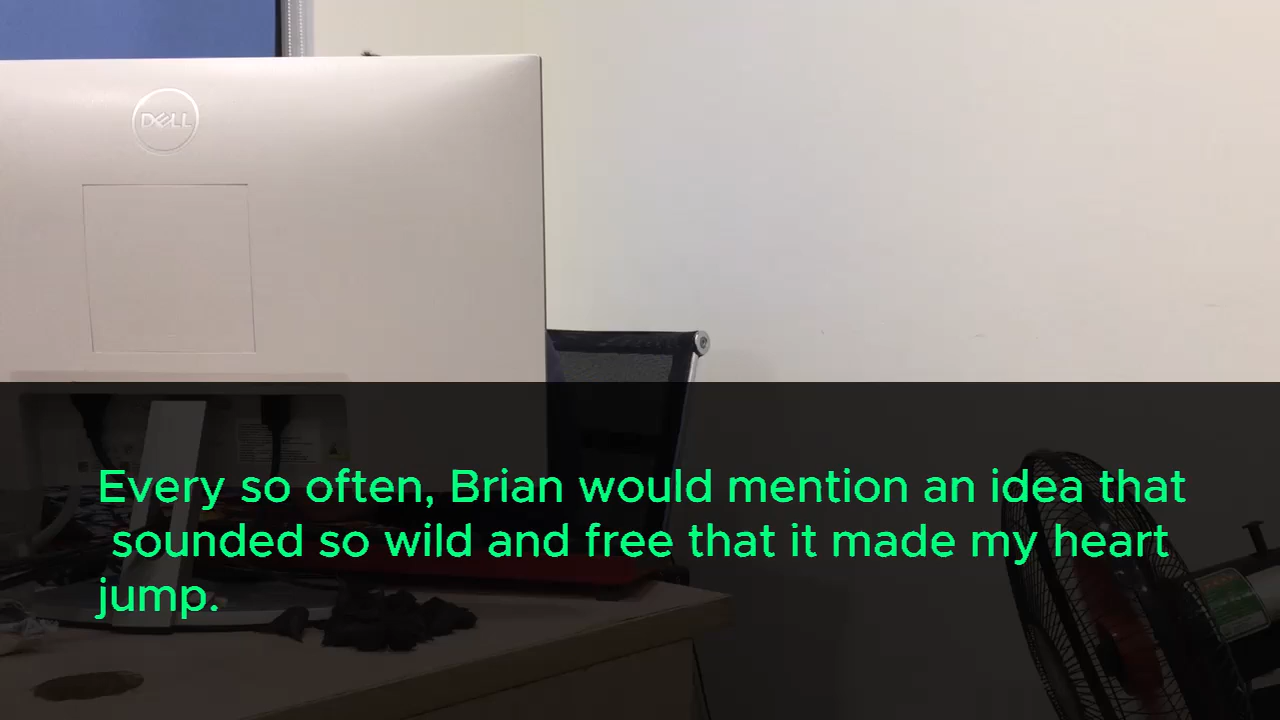 DELL
Every so often, Brian would mention an idea that
sounded so wild and free that it made my heart
jump.